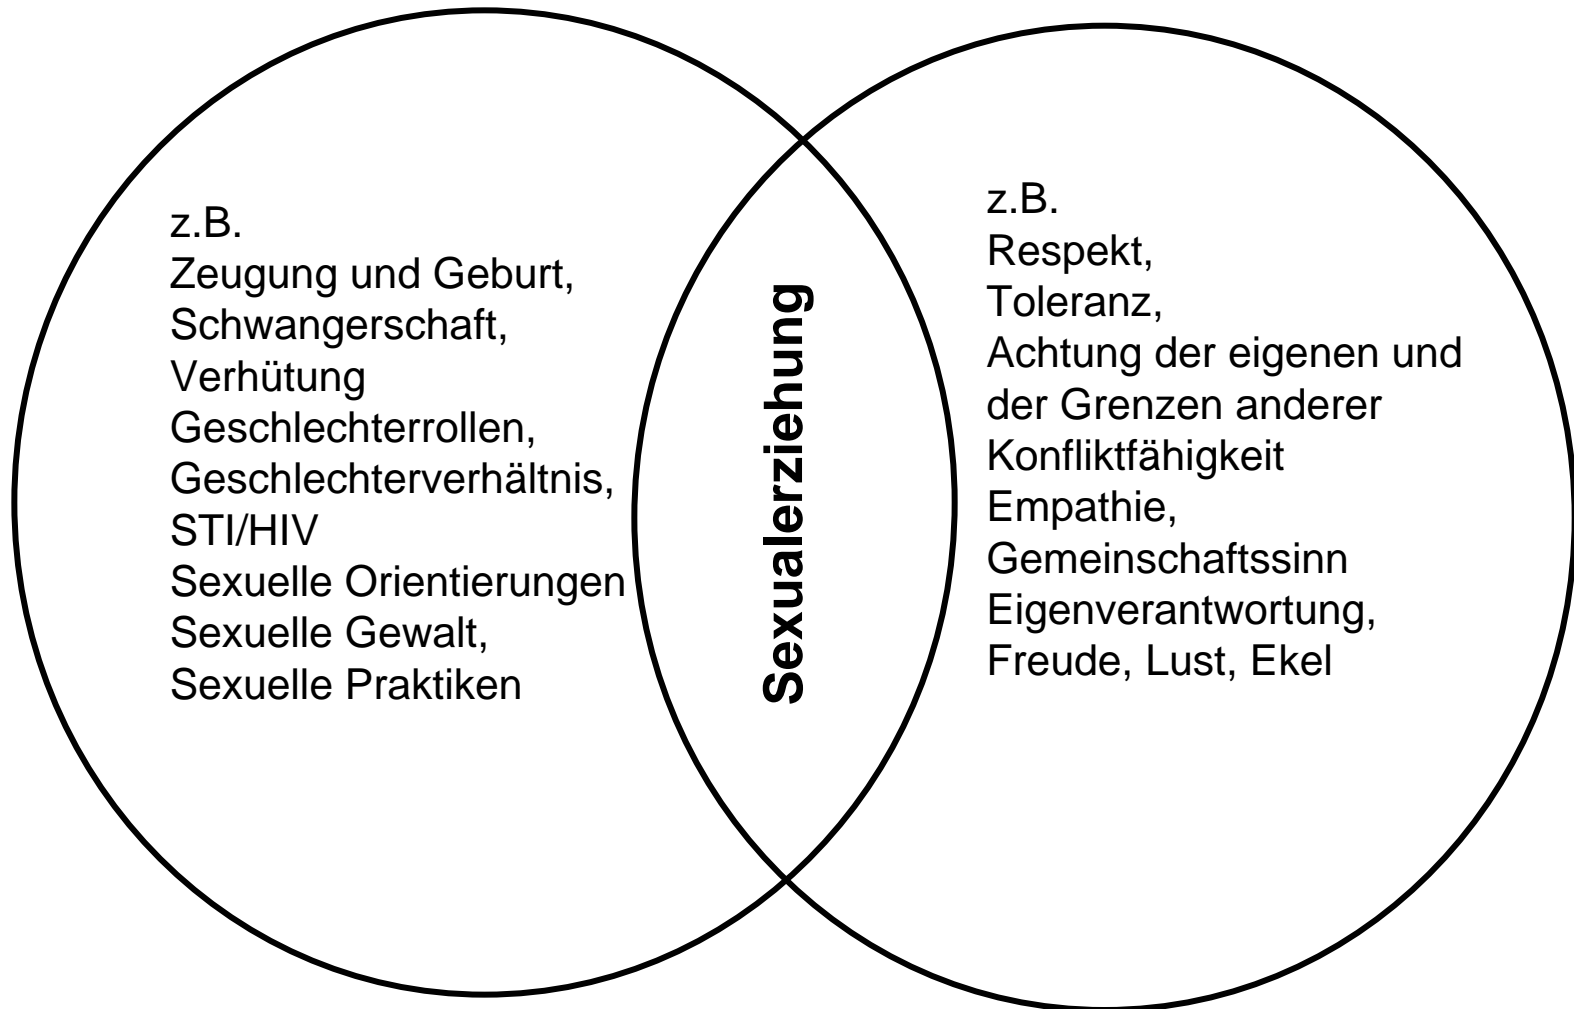 z.B.
Zeugung und Geburt,
Schwangerschaft,
Verhütung
Geschlechterrollen,
Geschlechterverhältnis,
STI/HIV
Sexuelle Orientierungen
Sexuelle Gewalt,
Sexuelle Praktiken
Sexualerziehung
z.B.
Respekt,
Toleranz,
Achtung der eigenen und
der Grenzen anderer
Konfliktfähigkeit
Empathie,
Gemeinschaftssinn
Eigenverantwortung,
Freude, Lust, Ekel